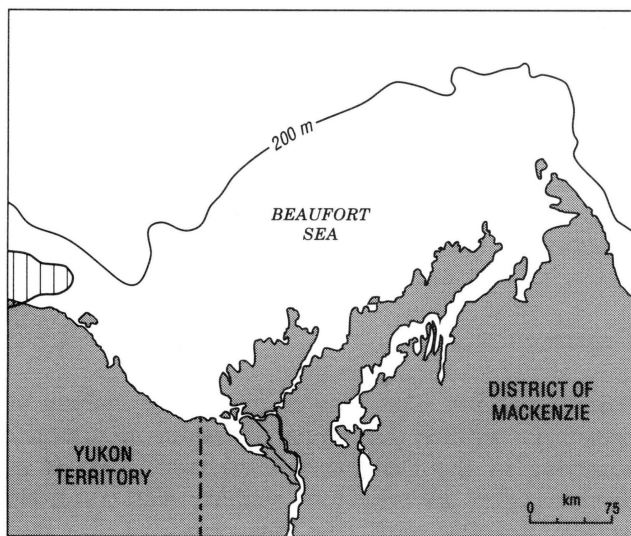 200 m
BEAUFORT
SEA
DISTRICT OF
MACKENZIE
YUKON
TERRITORY
km
0 75